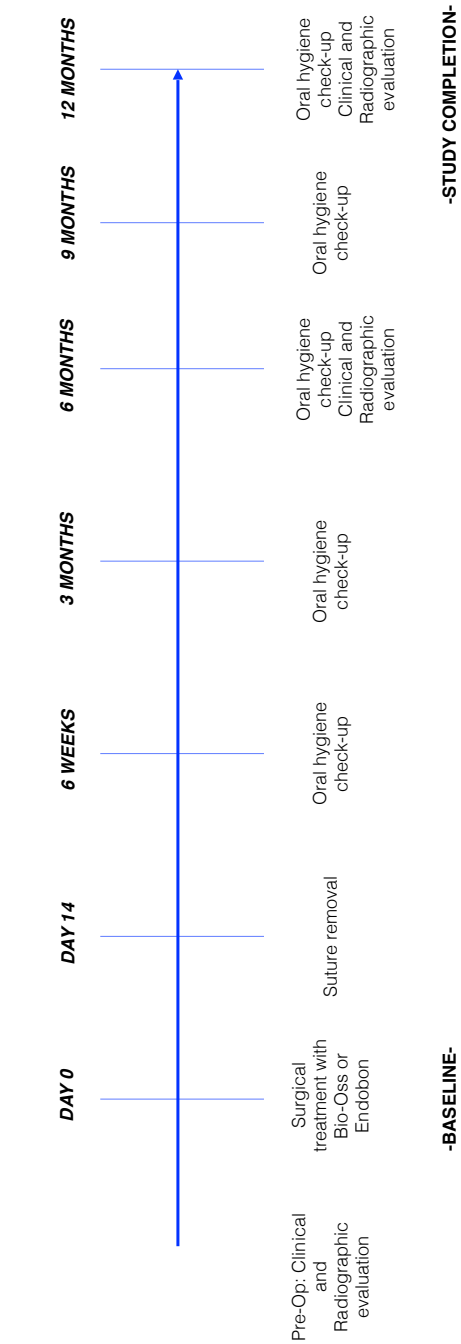 DAY 0
DAY 14
6 WEEKS
3 MONTHS
6 MONTHS
9 MONTHS
12 MONTHS
Pre-Op: Clinical
and
Radiographic
evaluation
Surgical
treatment with
Bio-Oss or
Endobon
Suture removal
Oral hygiene
check-up
Oral hygiene
check-up
Oral hygiene
check-up
Clinical and
Radiographic
evaluation
Oral hygiene
check-up
Oral hygiene
check-up
Clinical and
Radiographic
evaluation
-BASELINE-
-STUDY COMPLETION-